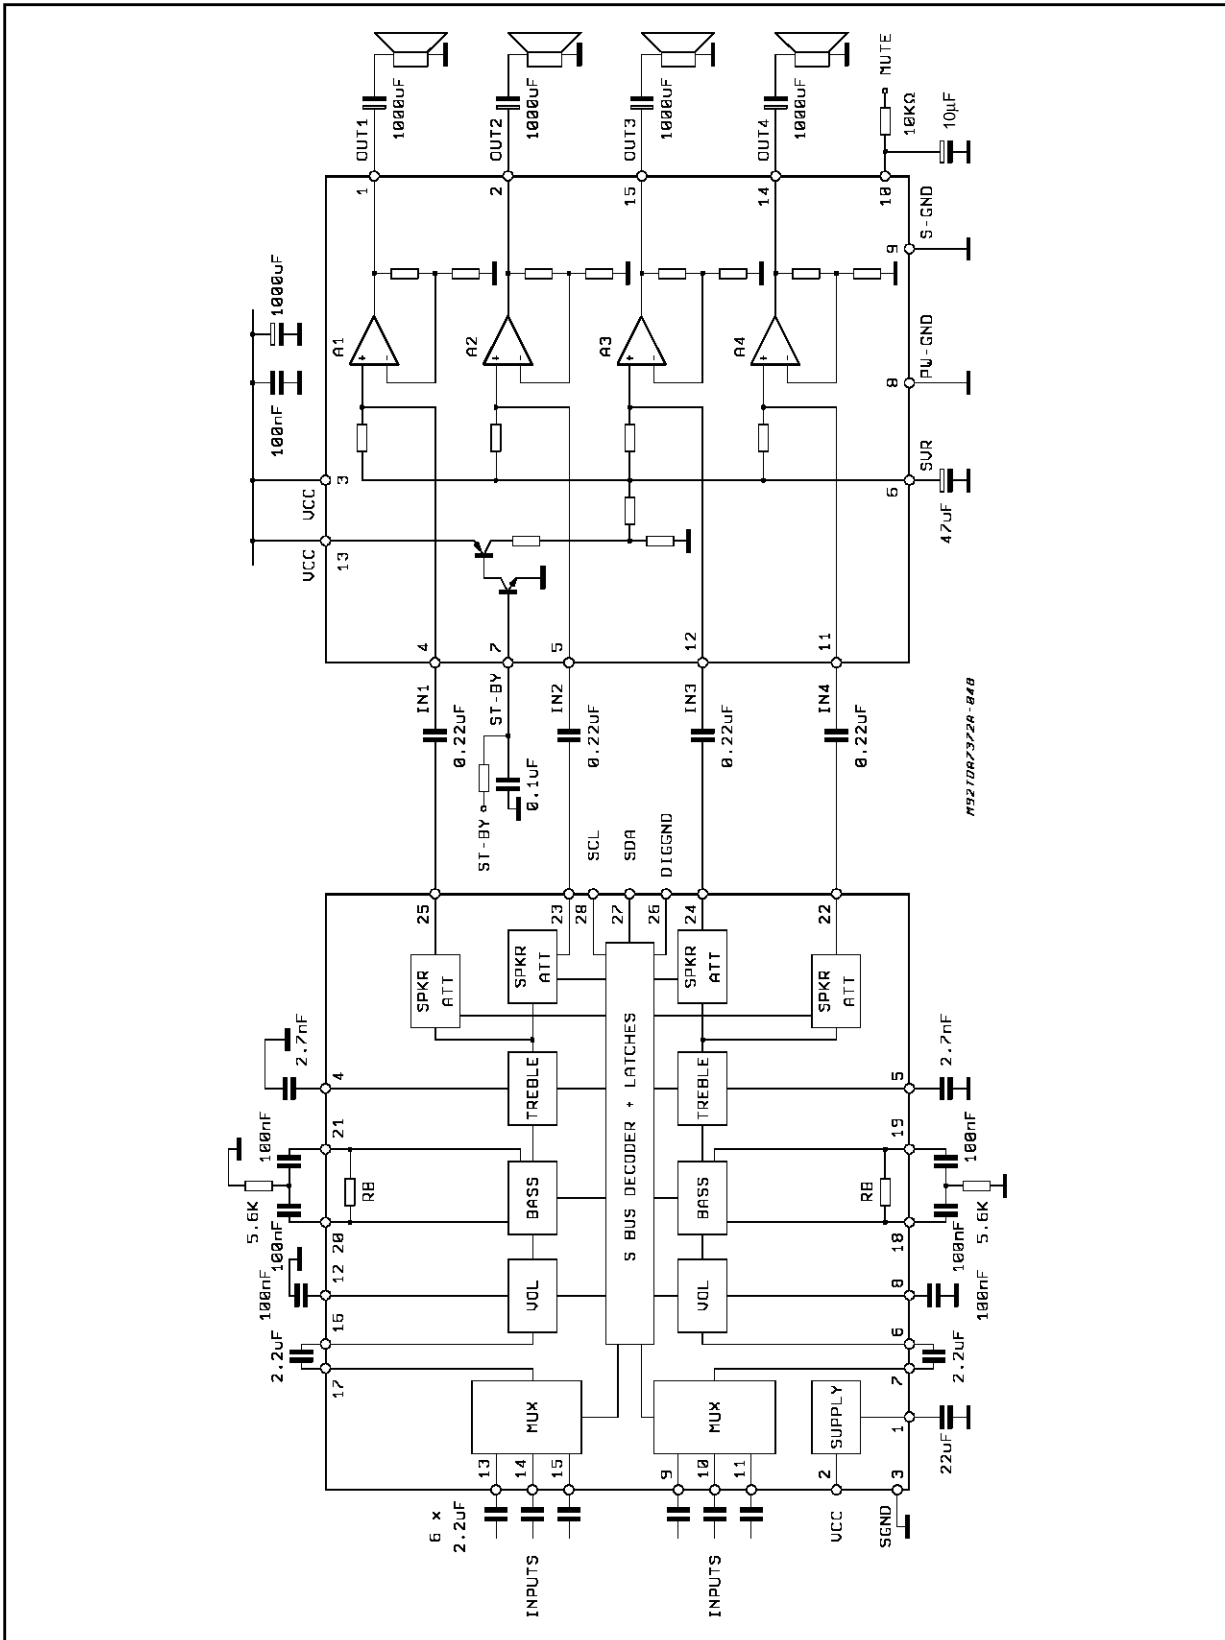 1000uF
1000uF
1000uF
1000uF
MUTE
10KΩ
10µF
OUT1
OUT2
OUT3
OUT4
1
2
15
14
10
S-GND
9
PW-GND
8
SVR
6
47uF
1000uF
100nF
A1
A2
A3
A4
VCC
3
VCC
13
4
7
5
12
11
IN1
0.22uF
ST-BY
ST-BY
0.1uF
IN2
0.22uF
IN3
0.22uF
IN4
0.22uF
M92TDA7372A-04B
SCL
SDA
DIGGND
25
23
28
27
26
24
22
SPKR
ATT
SPKR
ATT
SPKR
ATT
SPKR
ATT
2.7nF
4
TREBLE
TREBLE
5
2.7nF
S BUS DECODER + LATCHES
21
100nF
5.6K
100nF
20
RB
BASS
BASS
RB
19
100nF
5.6K
100nF
18
12
100nF
VOL
VOL
8
100nF
16
2.2uF
17
6
2.2uF
7
MUX
MUX
SUPPLY
1
22uF
13
14
15
9
10
11
2
3
6 x
2.2uF
VCC
SGND
INPUTS
INPUTS